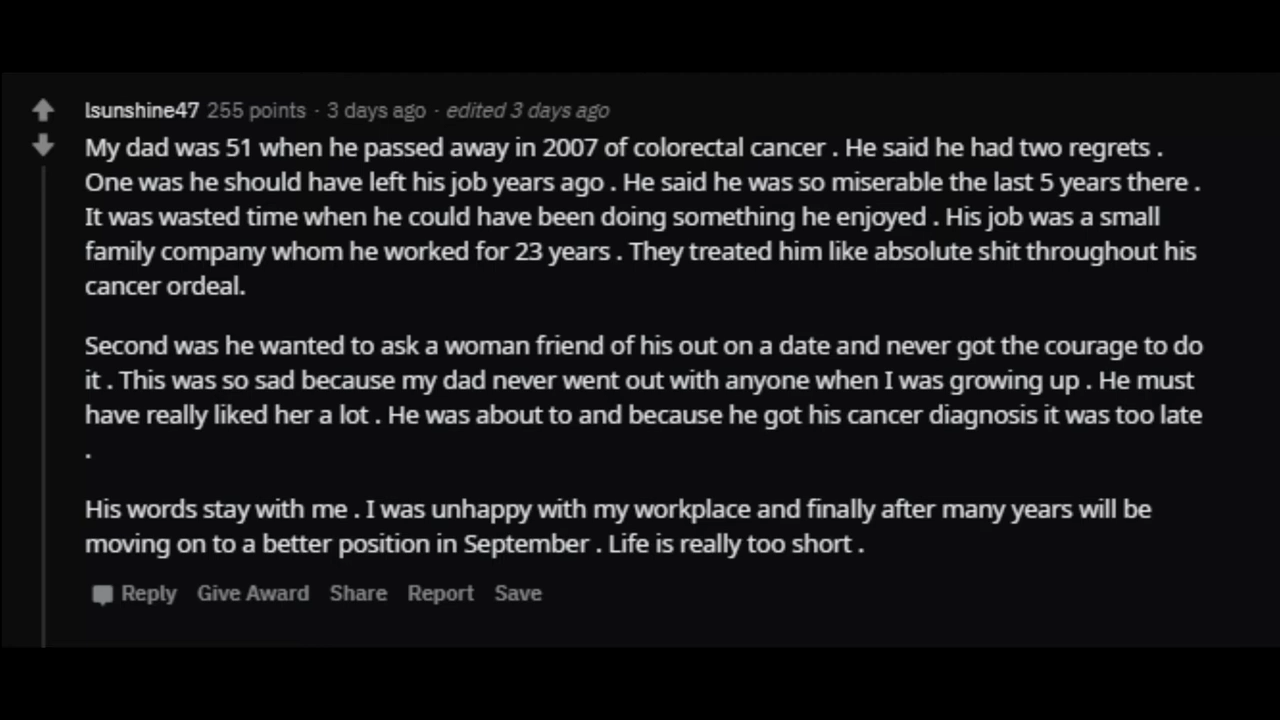 lsunshine47 255 points · 3 days ago · edited 3 days ago
My dad was 51 when he passed away in 2007 of colorectal cancer . He said he had two regrets .
One was he should have left his job years ago . He said he was so miserable the last 5 years there .
It was wasted time when he could have been doing something he enjoyed . His job was a small
family company whom he worked for 23 years . They treated him like absolute shit throughout his
cancer ordeal.
Second was he wanted to ask a woman friend of his out on a date and never got the courage to do
it . This was so sad because my dad never went out with anyone when I was growing up . He must
have really liked her a lot . He was about to and because he got his cancer diagnosis it was too late
.
His words stay with me . I was unhappy with my workplace and finally after many years will be
moving on to a better position in September . Life is really too short .
Reply Give Award Share Report Save